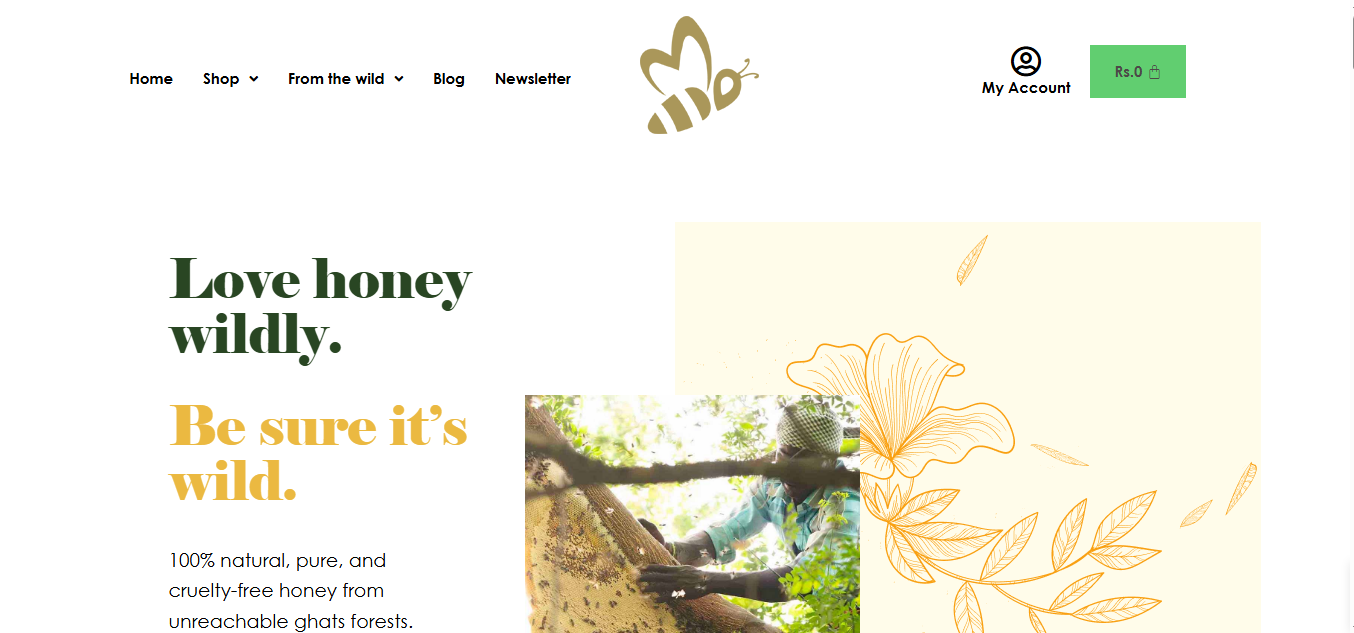 Home Shop From the wild Blog Newsletter
My Account
Rs.0
Love honey
wildly.
Be sure it’s
wild.
100% natural, pure, and
cruelty-free honey from
unreachable ghats forests.